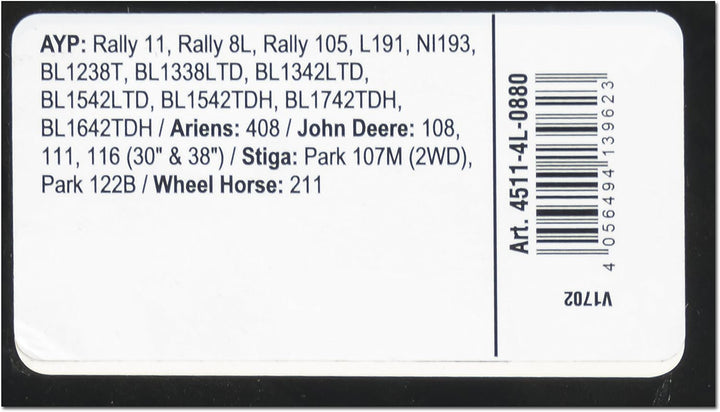 AYP: Rally 11, Rally 8L, Rally 105, L191, NI193,
BL1238T, BL1338LTD, BL1342LTD,
BL1542LTD, BL1542TDH, BL1742TDH,
BL1642TDH / Ariens: 408 / John Deere: 108,
111, 116 (30" & 38") / Stiga: Park 107M (2WD),
Park 122B / Wheel Horse: 211
Art. 4511-4L-0880
4 056494 139623
V1702